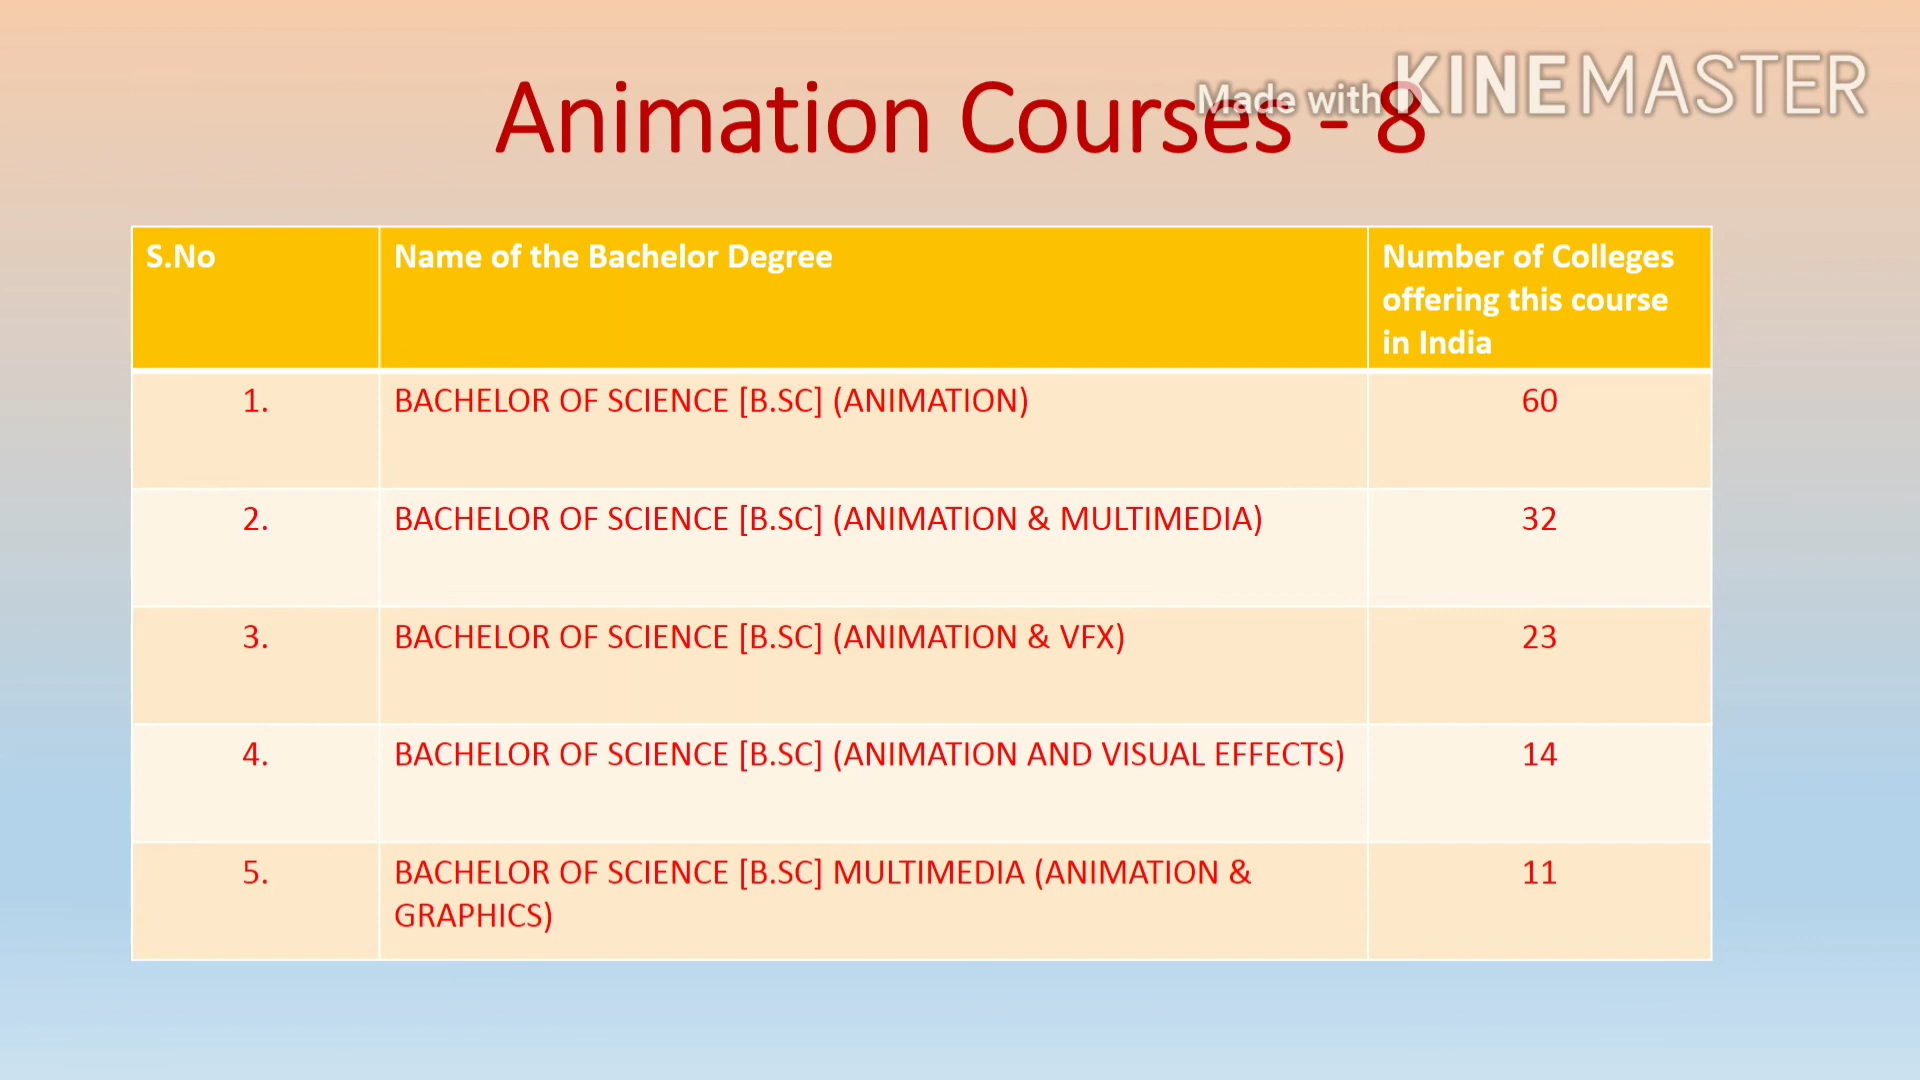 Made with KINEMASTER
Animation Courses - 8
S.No
Name of the Bachelor Degree
Number of Colleges
offering this course
in India
1.
BACHELOR OF SCIENCE [B.SC] (ANIMATION)
60
2.
BACHELOR OF SCIENCE [B.SC] (ANIMATION & MULTIMEDIA)
32
3.
BACHELOR OF SCIENCE [B.SC] (ANIMATION & VFX)
23
4.
BACHELOR OF SCIENCE [B.SC] (ANIMATION AND VISUAL EFFECTS)
14
5.
BACHELOR OF SCIENCE [B.SC] MULTIMEDIA (ANIMATION &
GRAPHICS)
11